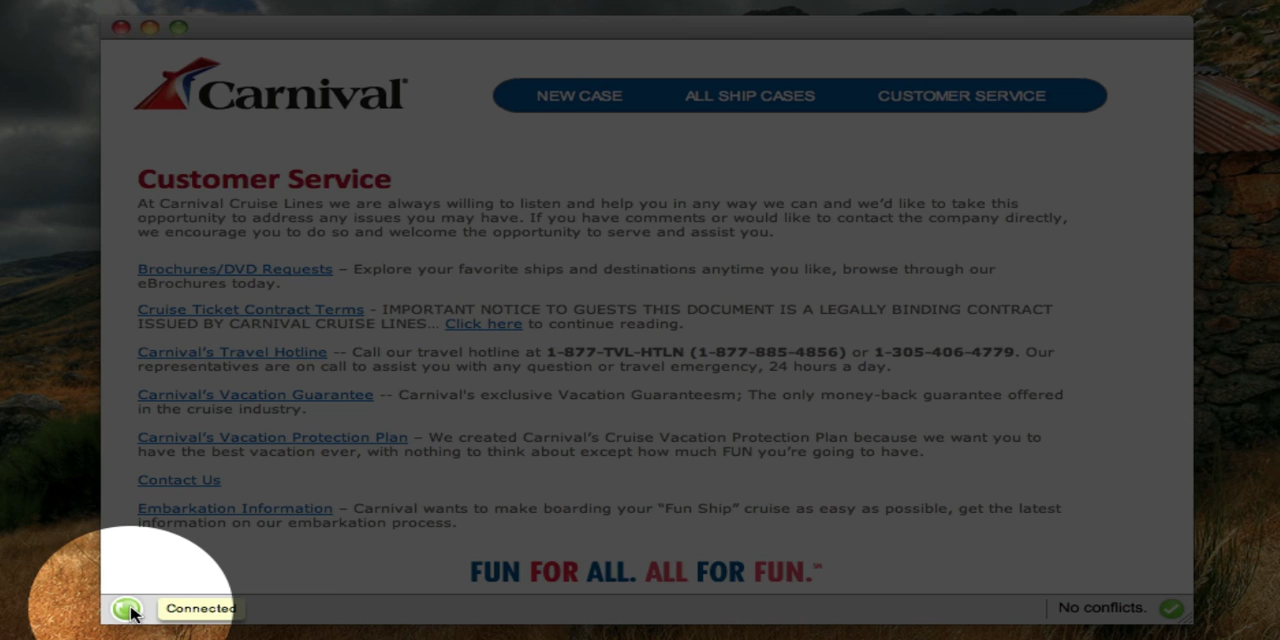 Carnival®
NEW CASE ALL SHIP CASES CUSTOMER SERVICE
Customer Service
At Carnival Cruise Lines we are always willing to listen and help you in any way we can and we'd like to take this
opportunity to address any issues you may have. If you have comments or would like to contact the company directly,
we encourage you to do so and welcome the opportunity to serve and assist you.
Brochures/DVD Requests – Explore your favorite ships and destinations anytime you like, browse through our
eBrochures today.
Cruise Ticket Contract Terms - IMPORTANT NOTICE TO GUESTS THIS DOCUMENT IS A LEGALLY BINDING CONTRACT
ISSUED BY CARNIVAL CRUISE LINES... Click here to continue reading.
Carnival's Travel Hotline -- Call our travel hotline at 1-877-TVL-HTLN (1-877-885-4856) or 1-305-406-4779. Our
representatives are on call to assist you with any question or travel emergency, 24 hours a day.
Carnival's Vacation Guarantee -- Carnival's exclusive Vacation Guaranteesm; The only money-back guarantee offered
in the cruise industry.
Carnival's Vacation Protection Plan – We created Carnival's Cruise Vacation Protection Plan because we want you to
have the best vacation ever, with nothing to think about except how much FUN you're going to have.
Contact Us
Embarkation Information – Carnival wants to make boarding your “Fun Ship” cruise as easy as possible, get the latest
information on our embarkation process.
FUN FOR ALL. ALL FOR FUN.℠
Connected No conflicts.